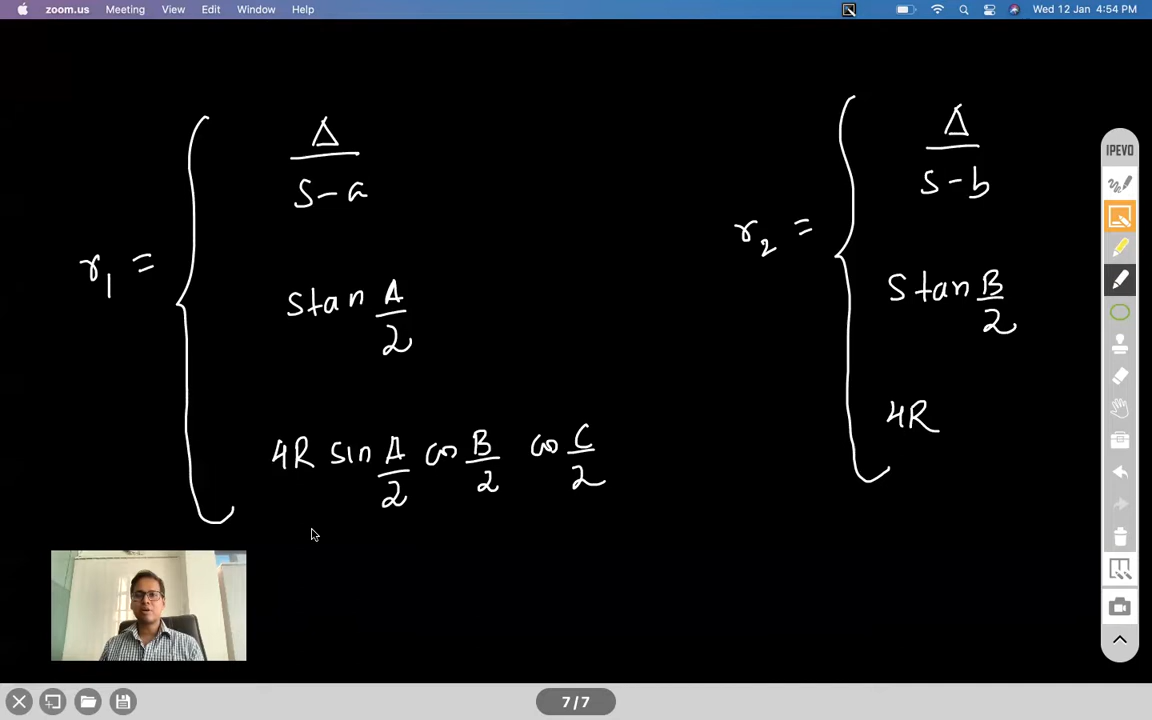 zoom.us Meeting View Edit Window Help Wed 12 Jan 4:54 PM
IPEVO
r₁ = { Δ/(s-a)
s tan A/2
4R sin A/2 cos B/2 cos C/2
r₂ = { Δ/(s-b)
s tan B/2
4R
7/7